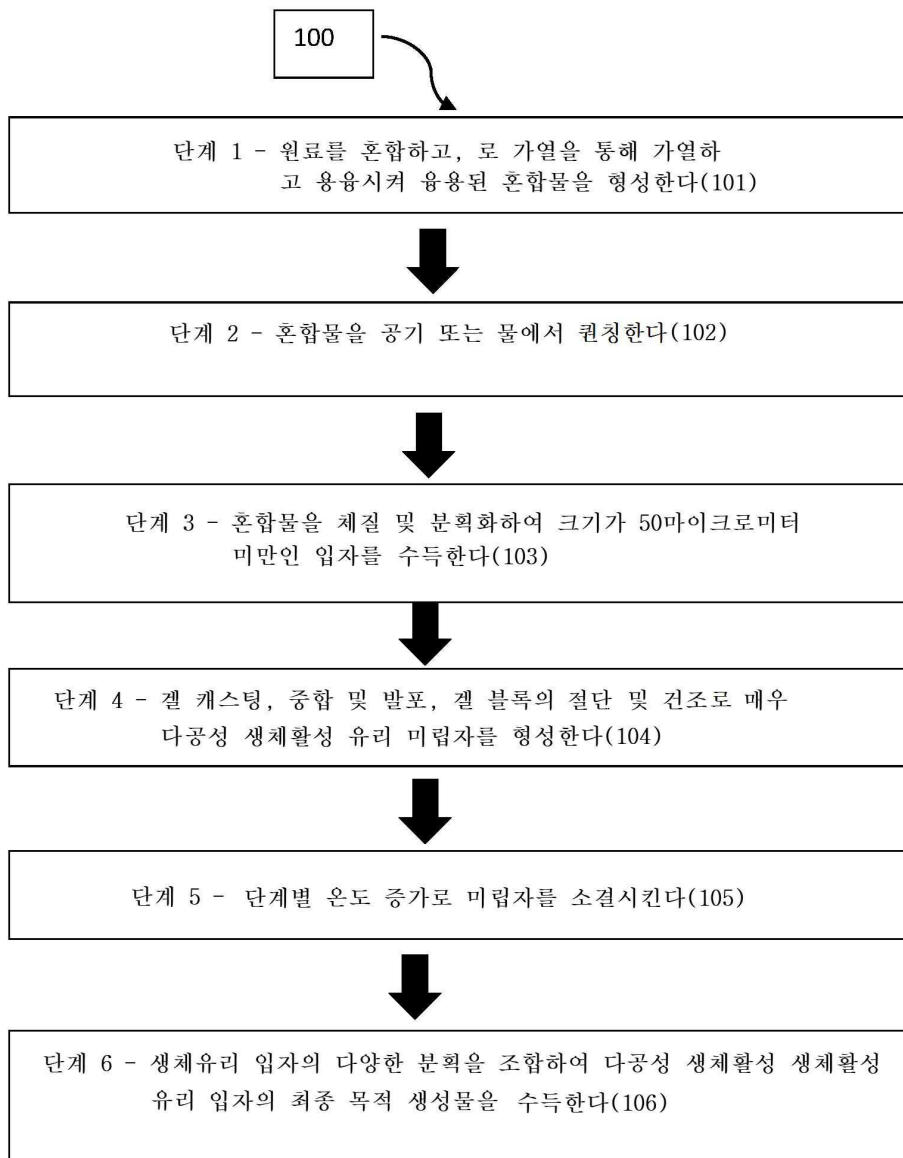 100
단계 1 - 원료를 혼합하고, 로 가열을 통해 가열하
고 용융시켜 융용된 혼합물을 형성한다(101)
단계 2 - 혼합물을 공기 또는 물에서 퀀칭한다(102)
단계 3 - 혼합물을 체질 및 분획화하여 크기가 50마이크로미터
미만인 입자를 수득한다(103)
단계 4 - 겔 캐스팅, 중합 및 발포, 겔 블록의 절단 및 건조로 매우
다공성 생체활성 유리 미립자를 형성한다(104)
단계 5 - 단계별 온도 증가로 미립자를 소결시킨다(105)
단계 6 - 생체유리 입자의 다양한 분획을 조합하여 다공성 생체활성 생체활성
유리 입자의 최종 목적 생성물을 수득한다(106)